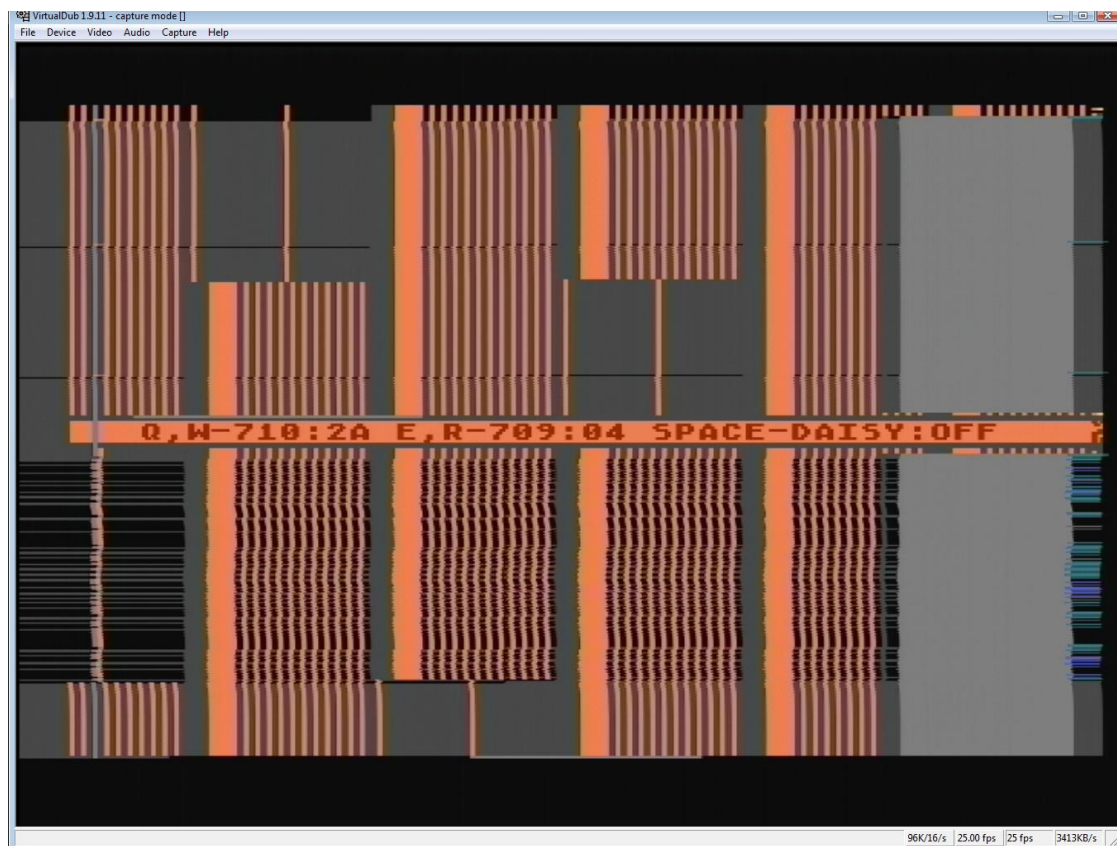 VirtualDub 1.9.11 - capture mode []
File Device Video Audio Capture Help
Q,W-710:2A E,R-709:04 SPACE-DAISY:OFF
96K/16/s 25.00 fps 25 fps 3413KB/s